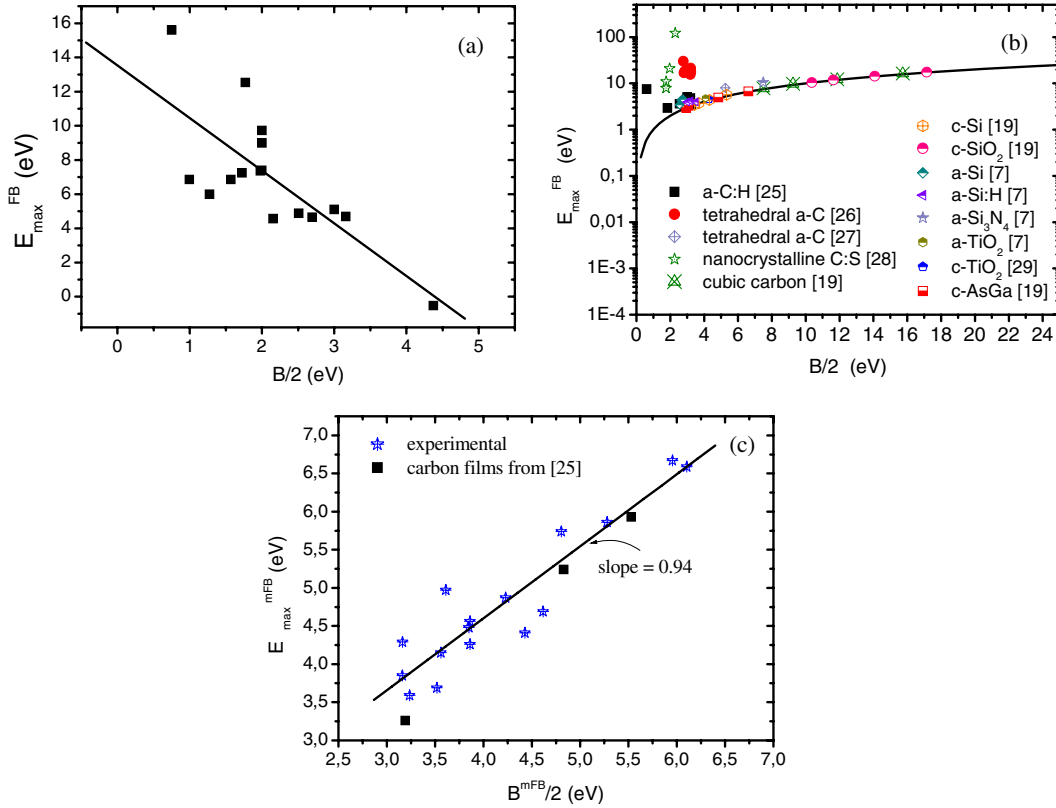 (a)
16
14
12
10
8
6
4
2
0
E_max^FB (eV)
0 1 2 3 4 5
B/2 (eV)
(b)
100
10
1
0,1
0,01
1E-3
1E-4
E_max^FB (eV)
a-C:H [25]
tetrahedral a-C [26]
tetrahedral a-C [27]
nanocrystalline C:S [28]
cubic carbon [19]
c-Si [19]
c-SiO2 [19]
a-Si [7]
a-Si:H [7]
a-Si3N4 [7]
a-TiO2 [7]
c-TiO2 [29]
c-AsGa [19]
0 2 4 6 8 10 12 14 16 18 20 22 24
B/2 (eV)
(c)
7,0
6,5
6,0
5,5
5,0
4,5
4,0
3,5
3,0
E_max^mFB (eV)
experimental
carbon films from [25]
slope = 0.94
2,5 3,0 3,5 4,0 4,5 5,0 5,5 6,0 6,5 7,0
B^mFB/2 (eV)